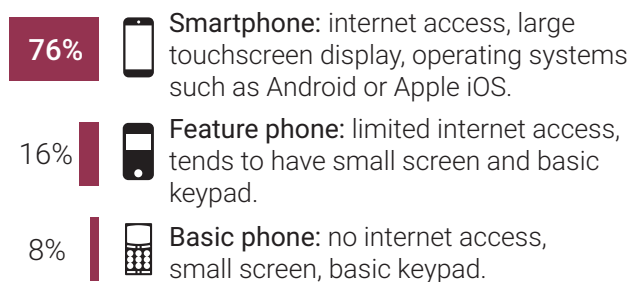 76%
Smartphone: internet access, large
touchscreen display, operating systems
such as Android or Apple iOS.
16%
Feature phone: limited internet access,
tends to have small screen and basic
keypad.
8%
Basic phone: no internet access,
small screen, basic keypad.